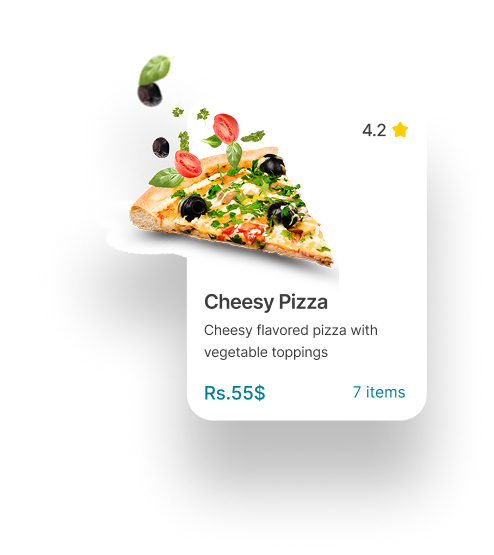 4.2
Cheesy Pizza
Cheesy flavored pizza with
vegetable toppings
Rs.55$ 7 items